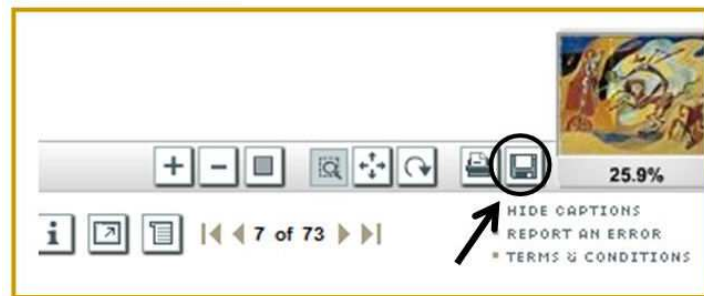 25.9%
HIDE CAPTIONS
7 of 73
REPORT AN ERROR
TERMS & CONDITIONS